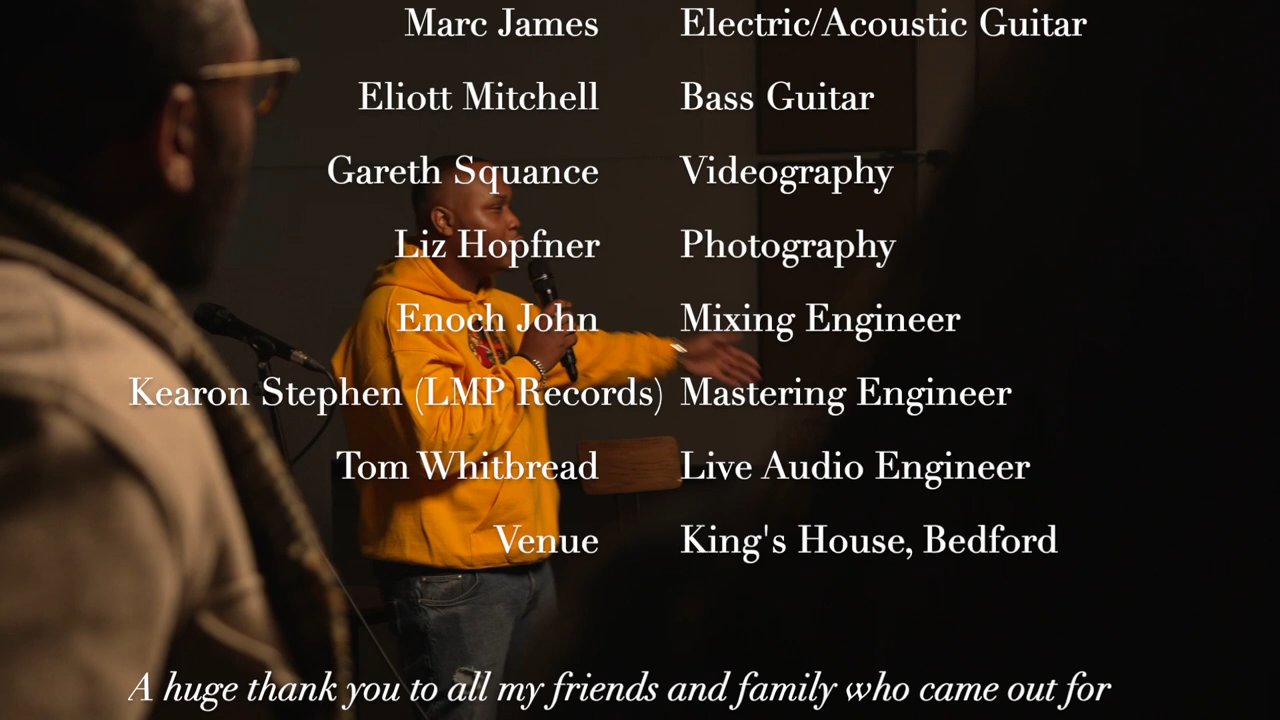 Marc James Electric/Acoustic Guitar
Eliott Mitchell Bass Guitar
Gareth Squance Videography
Liz Hopfner Photography
Enoch John Mixing Engineer
Kearon Stephen (LMP Records) Mastering Engineer
Tom Whitbread Live Audio Engineer
Venue King's House, Bedford
A huge thank you to all my friends and family who came out for